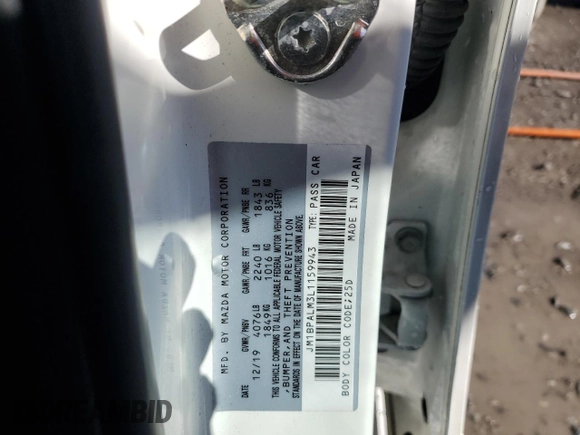 MFD. BY MAZDA MOTOR CORPORATION
DATE GVWR/PNBV GAWR/PNBE FRT GAWR/PNBE RR
12/19 4076LB 2240 LB 1843 LB
1849KG 1016KG 836 KG
THIS VEHICLE CONFORMS TO ALL APPLICABLE FEDERAL MOTOR VEHICLE SAFETY
,BUMPER,AND THEFT PREVENTION
STANDARDS IN EFFECT ON THE DATE OF MANUFACTURE SHOWN ABOVE.
JM1BPALM3L1159943 TYPE: PASS CAR
BODY COLOR CODE:25D MADE IN JAPAN